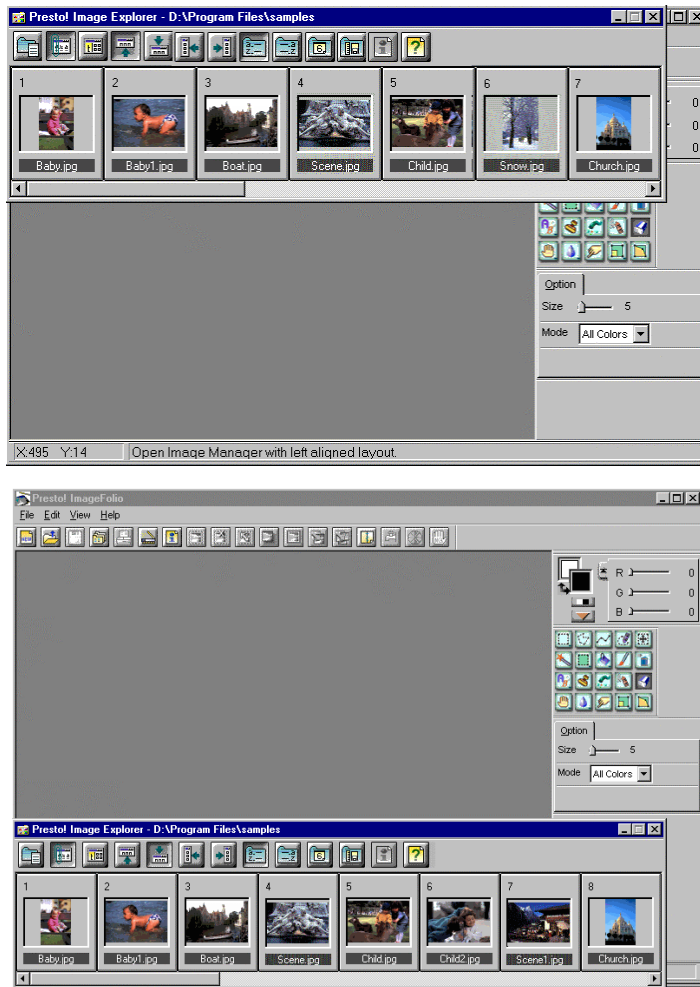 Presto! Image Explorer - D:\Program Files\samples
1 2 3 4 5 6 7
Baby.jpg Baby1.jpg Boat.jpg Scene.jpg Child.jpg Snow.jpg Church.jpg
0
0
0
Option
Size 5
Mode All Colors
X:495 Y:14 Open Image Manager with left aligned layout.
Presto! ImageFolio
File Edit View Help
R 0
G 0
B 0
Option
Size 5
Mode All Colors
Presto! Image Explorer - D:\Program Files\samples
1 2 3 4 5 6 7 8
Baby.jpg Baby1.jpg Boat.jpg Scene.jpg Child.jpg Child2.jpg Scene1.jpg Church.jpg